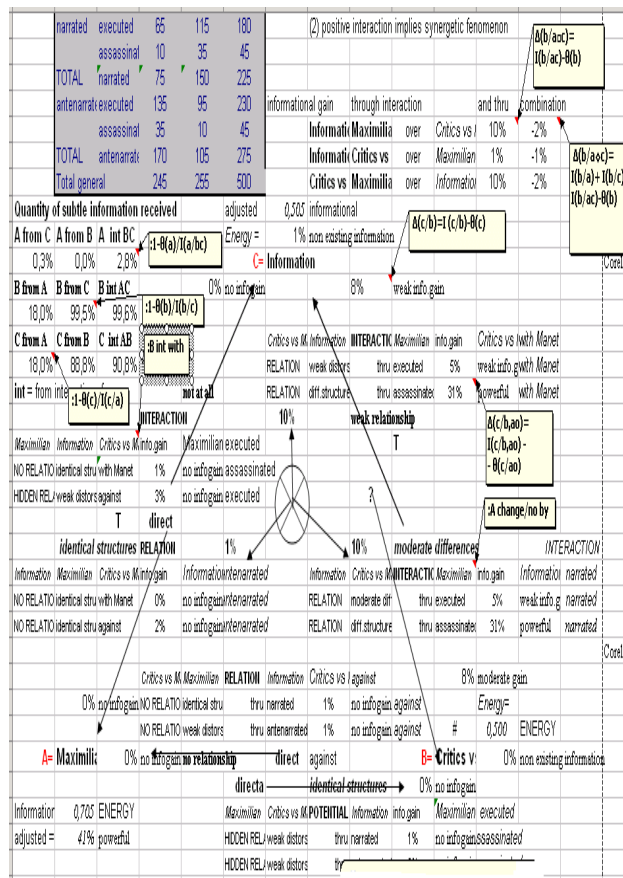 narrated executed 65 115 180 (2) positive interaction implies synergetic fenomenon
Δ(b/a¤c)=
I(b/ac)-θ(b)
assassinat 10 35 45
TOTAL narrated 75 150 225
antenarrate executed 135 95 230 informational gain through interaction and thru combination
assassinat 35 10 45 Informatic Maximilia over Critics vs I 10% -2%
TOTAL antenarrate 170 105 275 Informatic Critics vs over Maximilian 1% -1%
Total general 245 255 500 Critics vs Maximilia over Informatio 10% -2%
Δ(b/a◊c)=
I(b/a)+ I(b/c)-
I(b/ac)-θ(b)
Quantity of subtle information received adjusted 0,505 informational
A from C A from B A int BC Energy = 1% non existing information
:1-θ(a)/I(a/bc)
Δ(c/b)=I (c/b)-θ(c)
0,3% 0,0% 2,8% C= Information Corel
B from A B from C B int AC 0% no infogain 8% weak info.gain
18,0% 99,5% 99,6%
:1-θ(b)/I(b/c)
C from A C from B C int AB
:B int with
Critics vs M Information INTERACTIC Maximilian info.gain Critics vs I with Manet
18,0% 88,8% 90,8% RELATION weak distors thru executed 5% weak info.g with Manet
int = from
:1-θ(c)/I(c/a)
not at all RELATION diff.structure thru assassinated 31% powerful with Manet
INTERACTION 10% weak relationship
Δ(c/b,ao)=
I(c/b,ao) -
- θ(c/ao)
Maximilian Information Critics vs M info.gain Maximilian executed T
NO RELATIO identical stru with Manet 1% no infogain assassinated
HIDDEN REL weak distors against 3% no infogain executed ?
:A change/no by
T direct
identical structures RELATION 1% 10% moderate differences INTERACTION
Information Maximilian Critics vs M info.gain Information antenarrated Information Critics vs M INTERACTIC Maximilian info.gain Informatio narrated
NO RELATIO identical stru with Manet 0% no infogain antenarrated RELATION moderate dif thru executed 5% weak info.g narrated
NO RELATIO identical stru against 2% no infogain antenarrated RELATION diff.structure thru assassinate 31% powerful narrated
Corel
Critics vs M Maximilian RELATION Information Critics vs I against 8% moderate gain
0% no infogain NO RELATIO identical stru thru narrated 1% no infogain against Energy=
NO RELATIO weak distors thru antenarrated 1% no infogain against # 0,500 ENERGY
A= Maximilia 0% no infogain no relationship direct against B= Critics v 0% non existing information
directa identical structures 0% no infogain
Information 0,705 ENERGY Maximilian Critics vs M POTENTIAL Information info.gain Maximilian executed
adjusted = 41% powerful HIDDEN REL weak distors thru narrated 1% no infogain assassinated
HIDDEN REL weak distors